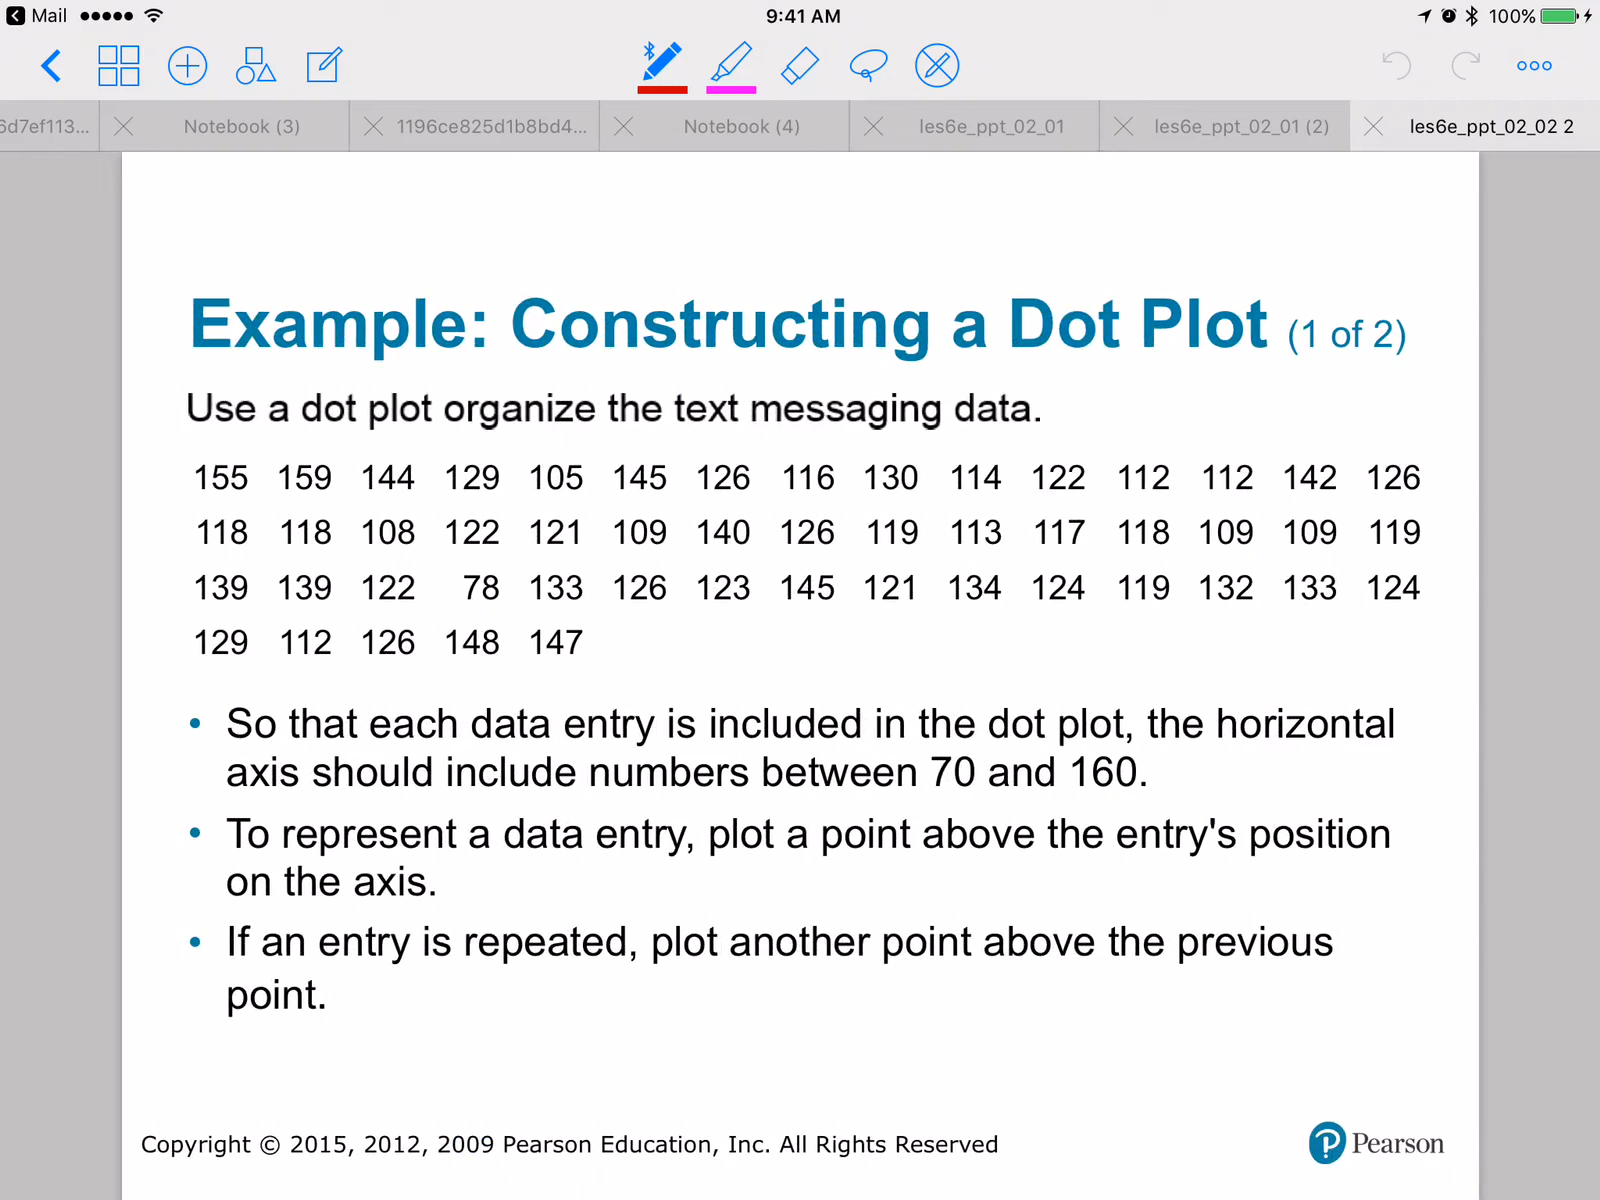 Mail 9:41 AM 100%
6d7ef113... Notebook (3) 1196ce825d1b8bd4... Notebook (4) les6e_ppt_02_01 les6e_ppt_02_01 (2) les6e_ppt_02_02 2
Example: Constructing a Dot Plot (1 of 2)
Use a dot plot organize the text messaging data.
155 159 144 129 105 145 126 116 130 114 122 112 112 142 126
118 118 108 122 121 109 140 126 119 113 117 118 109 109 119
139 139 122 78 133 126 123 145 121 134 124 119 132 133 124
129 112 126 148 147
• So that each data entry is included in the dot plot, the horizontal
axis should include numbers between 70 and 160.
• To represent a data entry, plot a point above the entry's position
on the axis.
• If an entry is repeated, plot another point above the previous
point.
Copyright © 2015, 2012, 2009 Pearson Education, Inc. All Rights Reserved
P Pearson